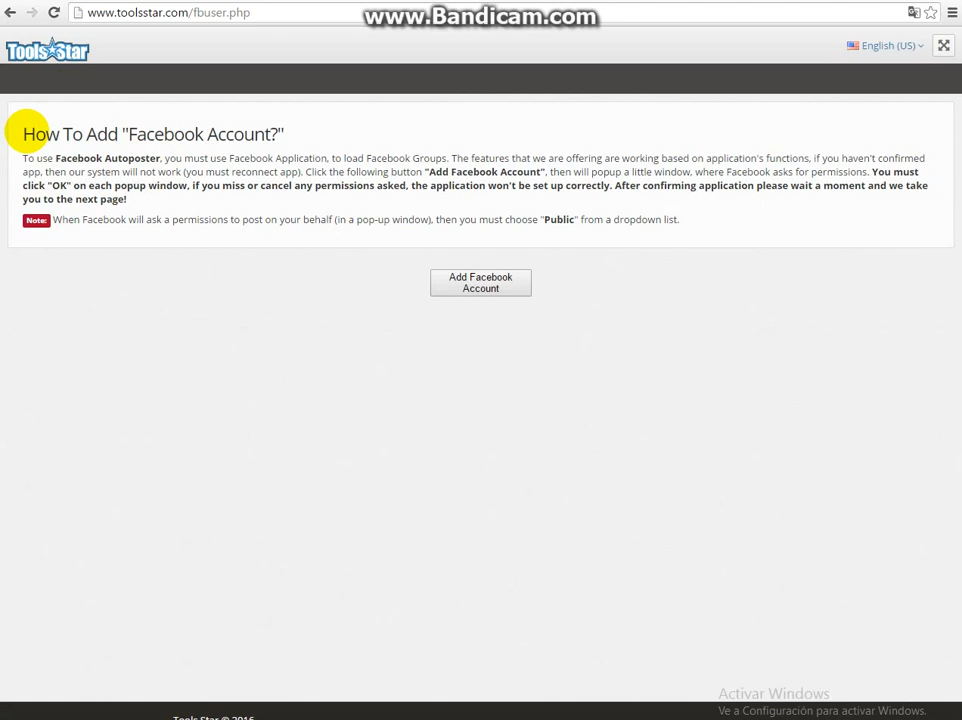 www.Bandicam.com
www.toolsstar.com/fbuser.php
Tools Star
English (US)
How To Add "Facebook Account?"
To use Facebook Autoposter, you must use Facebook Application, to load Facebook Groups. The features that we are offering are working based on application's functions, if you haven't confirmed
app, then our system will not work (you must reconnect app). Click the following button "Add Facebook Account", then will popup a little window, where Facebook asks for permissions. You must
click "OK" on each popup window, if you miss or cancel any permissions asked, the application won't be set up correctly. After confirming application please wait a moment and we take
you to the next page!
Note: When Facebook will ask a permissions to post on your behalf (in a pop-up window), then you must choose "Public" from a dropdown list.
Add Facebook
Account
Activar Windows
Ve a Configuración para activar Windows.
Tools Star © 2016